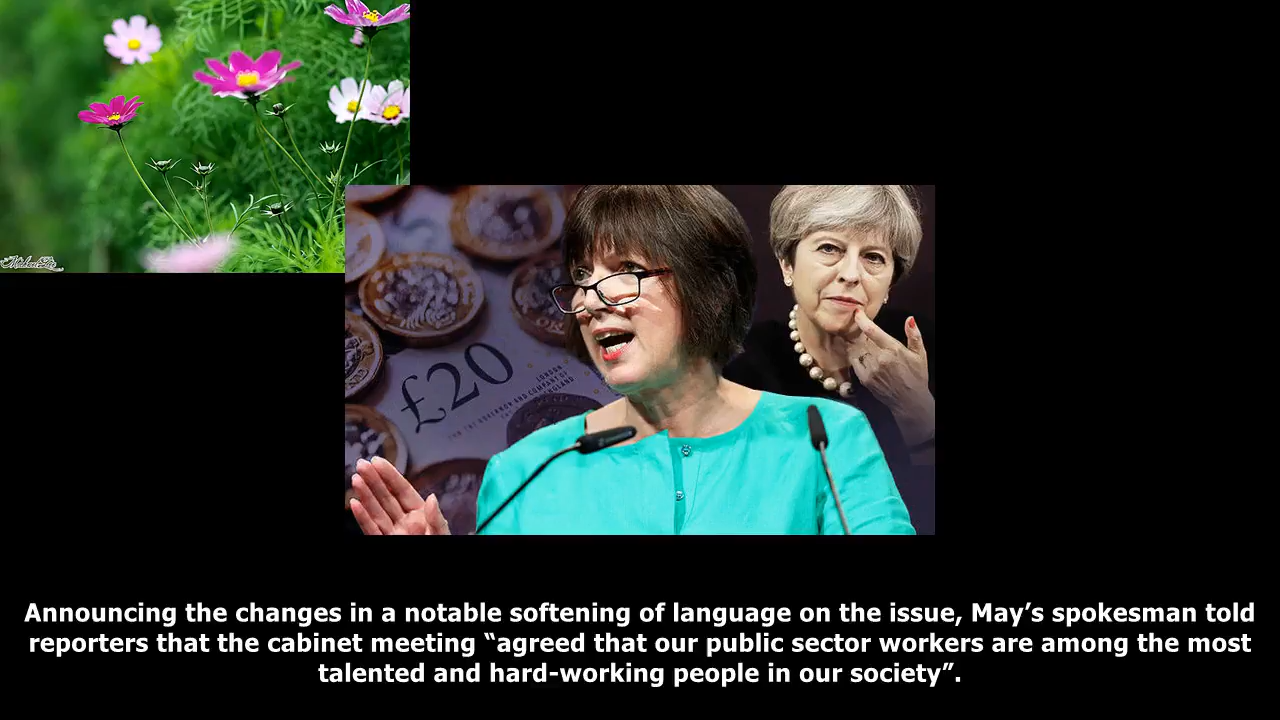 £20
LONDON
Announcing the changes in a notable softening of language on the issue, May’s spokesman told
reporters that the cabinet meeting “agreed that our public sector workers are among the most
talented and hard-working people in our society”.